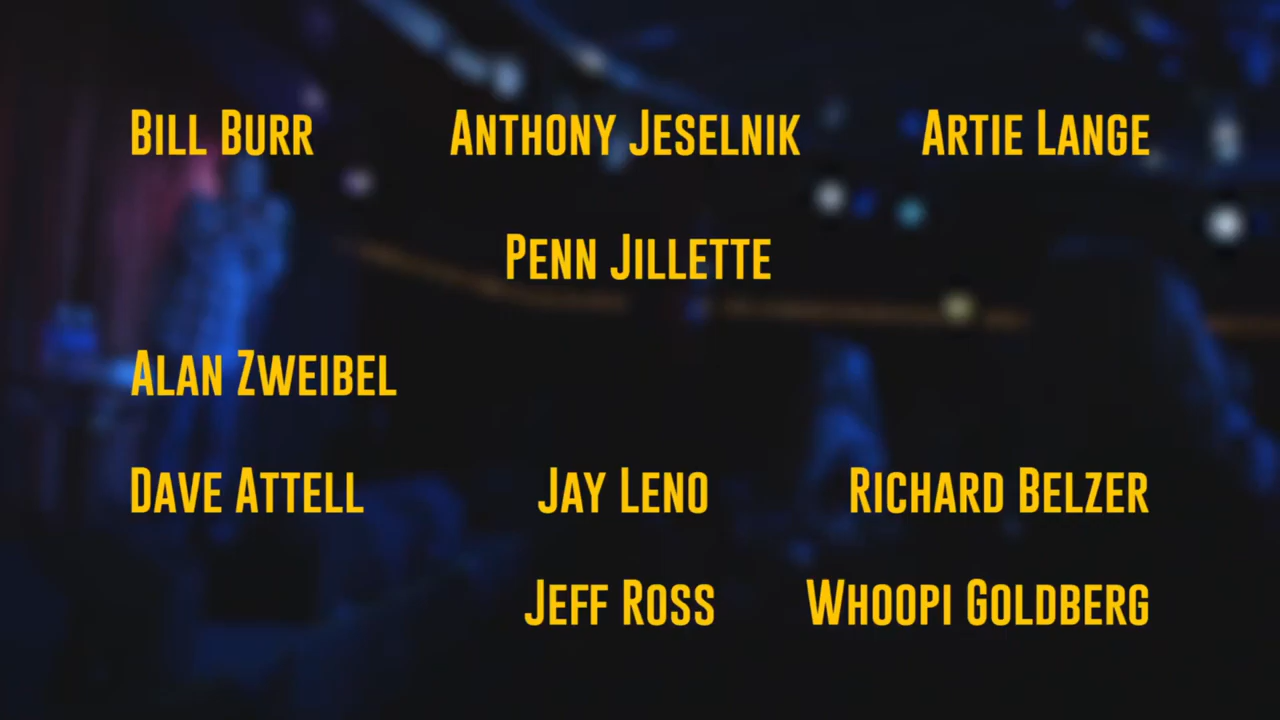 Bill Burr Anthony Jeselnik Artie Lange
Penn Jillette
Alan Zweibel
Dave Attell Jay Leno Richard Belzer
Jeff Ross Whoopi Goldberg